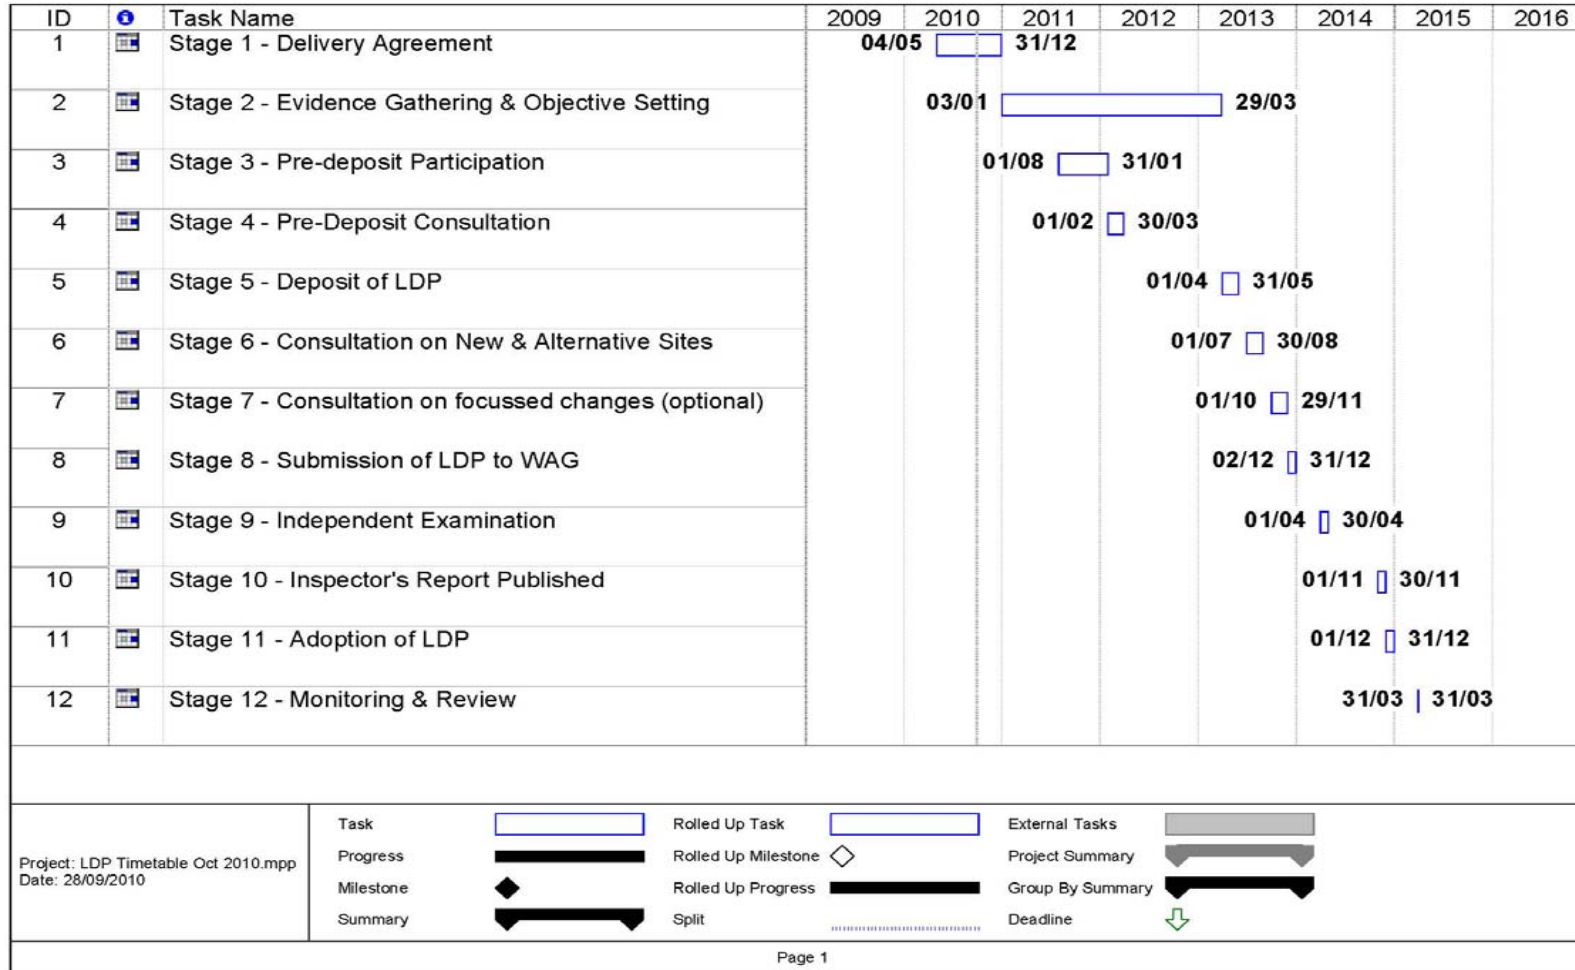 ID Task Name 2009 2010 2011 2012 2013 2014 2015 2016
1 Stage 1 - Delivery Agreement 04/05 31/12
2 Stage 2 - Evidence Gathering & Objective Setting 03/01 29/03
3 Stage 3 - Pre-deposit Participation 01/08 31/01
4 Stage 4 - Pre-Deposit Consultation 01/02 30/03
5 Stage 5 - Deposit of LDP 01/04 31/05
6 Stage 6 - Consultation on New & Alternative Sites 01/07 30/08
7 Stage 7 - Consultation on focussed changes (optional) 01/10 29/11
8 Stage 8 - Submission of LDP to WAG 02/12 31/12
9 Stage 9 - Independent Examination 01/04 30/04
10 Stage 10 - Inspector's Report Published 01/11 30/11
11 Stage 11 - Adoption of LDP 01/12 31/12
12 Stage 12 - Monitoring & Review 31/03 31/03
Project: LDP Timetable Oct 2010.mpp
Date: 28/09/2010
Task Rolled Up Task External Tasks
Progress Rolled Up Milestone Project Summary
Milestone Rolled Up Progress Group By Summary
Summary Split Deadline
Page 1